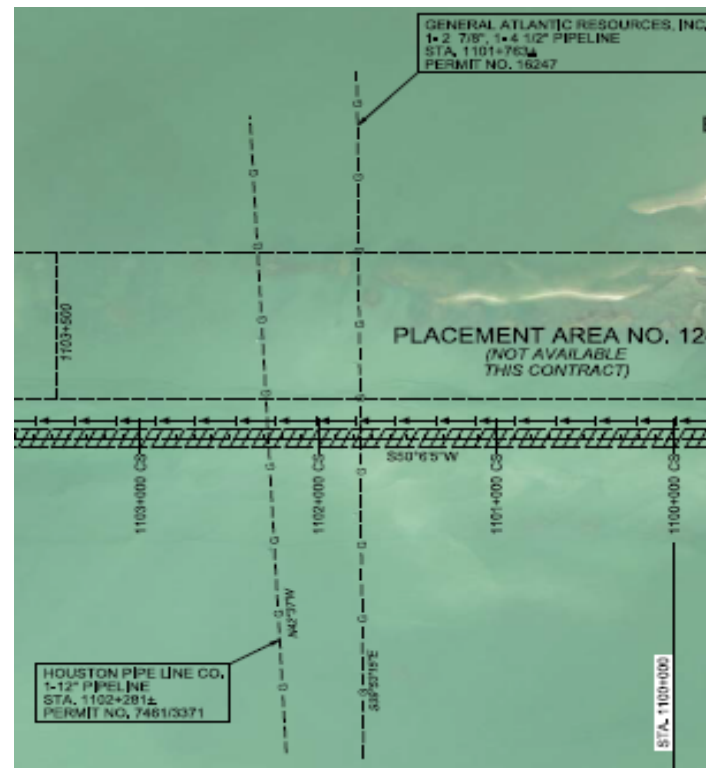 GENERAL ATLANTIC RESOURCES, INC.
1- 2 7/8", 1- 4 1/2" PIPELINE
STA. 1101+763±
PERMIT NO. 16247
1103+500
PLACEMENT AREA NO. 12
(NOT AVAILABLE
THIS CONTRACT)
S50°6'5"W
1103+000 CS
1102+000 CS
1101+000 CS
1100+000 CS
G
N42°37'W
HOUSTON PIPE LINE CO.
1-12" PIPELINE
STA. 1102+281±
PERMIT NO. 7461/3371
STA. 1100+000